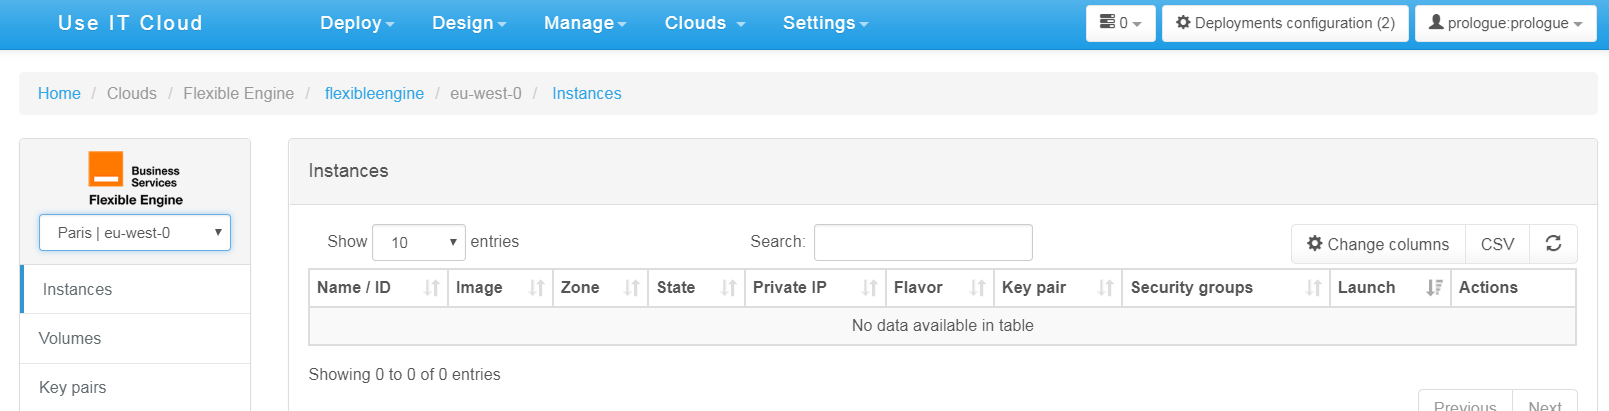 Use IT Cloud Deploy Design Manage Clouds Settings 0 Deployments configuration (2) prologue:prologue
Home / Clouds / Flexible Engine / flexibleengine / eu-west-0 / Instances
Business
Services
Flexible Engine
Paris | eu-west-0
Instances
Volumes
Key pairs
Instances
Show 10 entries Search: Change columns CSV
Name / ID Image Zone State Private IP Flavor Key pair Security groups Launch Actions
No data available in table
Showing 0 to 0 of 0 entries
Previous Next